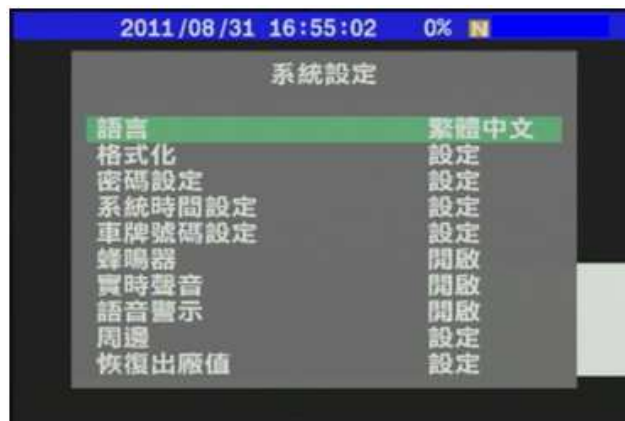 2011/08/31 16:55:02 0% N
系統設定
語言 繁體中文
格式化 設定
密碼設定 設定
系統時間設定 設定
車牌號碼設定 設定
蜂鳴器 開啟
實時聲音 開啟
語音警示 開啟
周邊 設定
恢復出廠值 設定